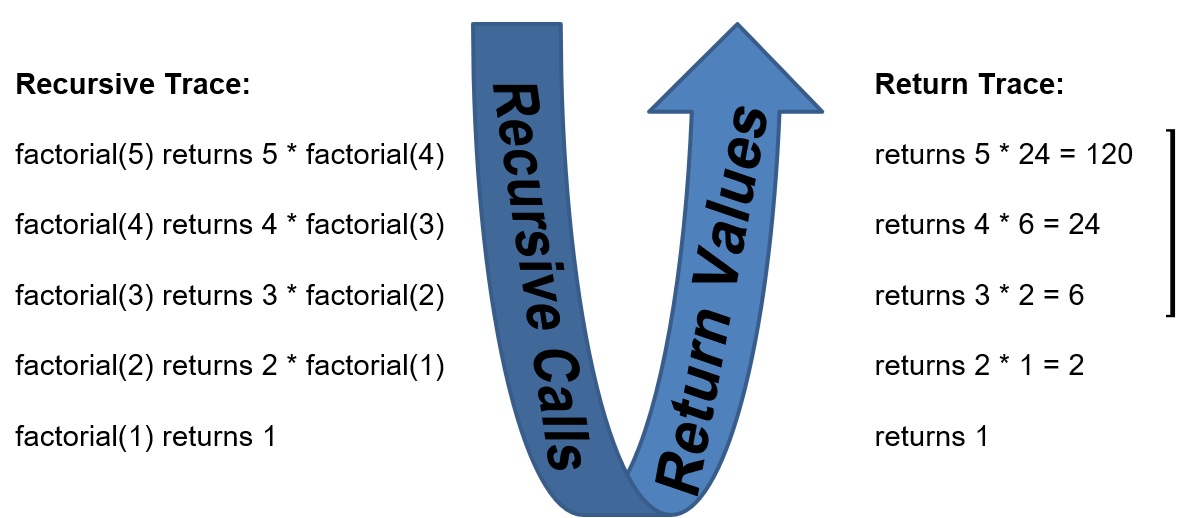 Recursive Trace:
factorial(5) returns 5 * factorial(4)
factorial(4) returns 4 * factorial(3)
factorial(3) returns 3 * factorial(2)
factorial(2) returns 2 * factorial(1)
factorial(1) returns 1
Recursive Calls
Return Values
Return Trace:
returns 5 * 24 = 120
returns 4 * 6 = 24
returns 3 * 2 = 6
returns 2 * 1 = 2
returns 1